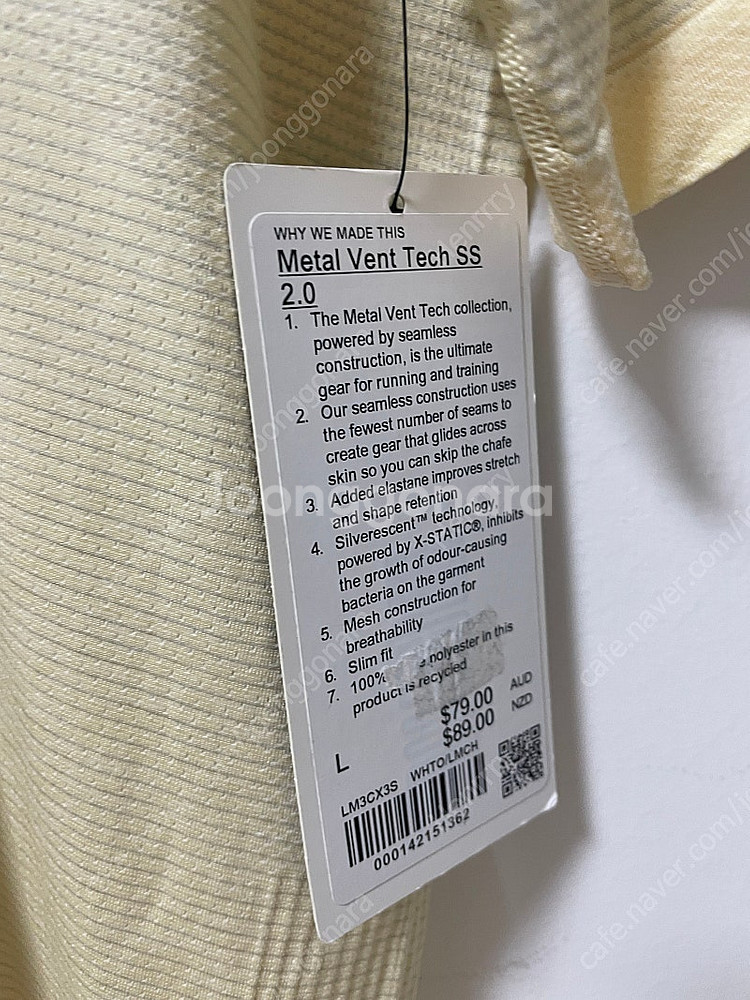 WHY WE MADE THIS
Metal Vent Tech SS
2.0
1. The Metal Vent Tech collection,
powered by seamless
construction, is the ultimate
gear for running and training
2. Our seamless construction uses
the fewest number of seams to
create gear that glides across
skin so you can skip the chafe
3. Added elastane improves stretch
and shape retention
4. Silverescent™ technology,
powered by X-STATIC®, inhibits
the growth of odour-causing
bacteria on the garment
5. Mesh construction for
breathability
6. Slim fit
7. 100% polyester in this
product is recycled
$79.00 AUD
$89.00 NZD
L
LM3CX3S WHTO/LMCH
000142151362
Joonggonara
cafe.naver.com/joonggonara